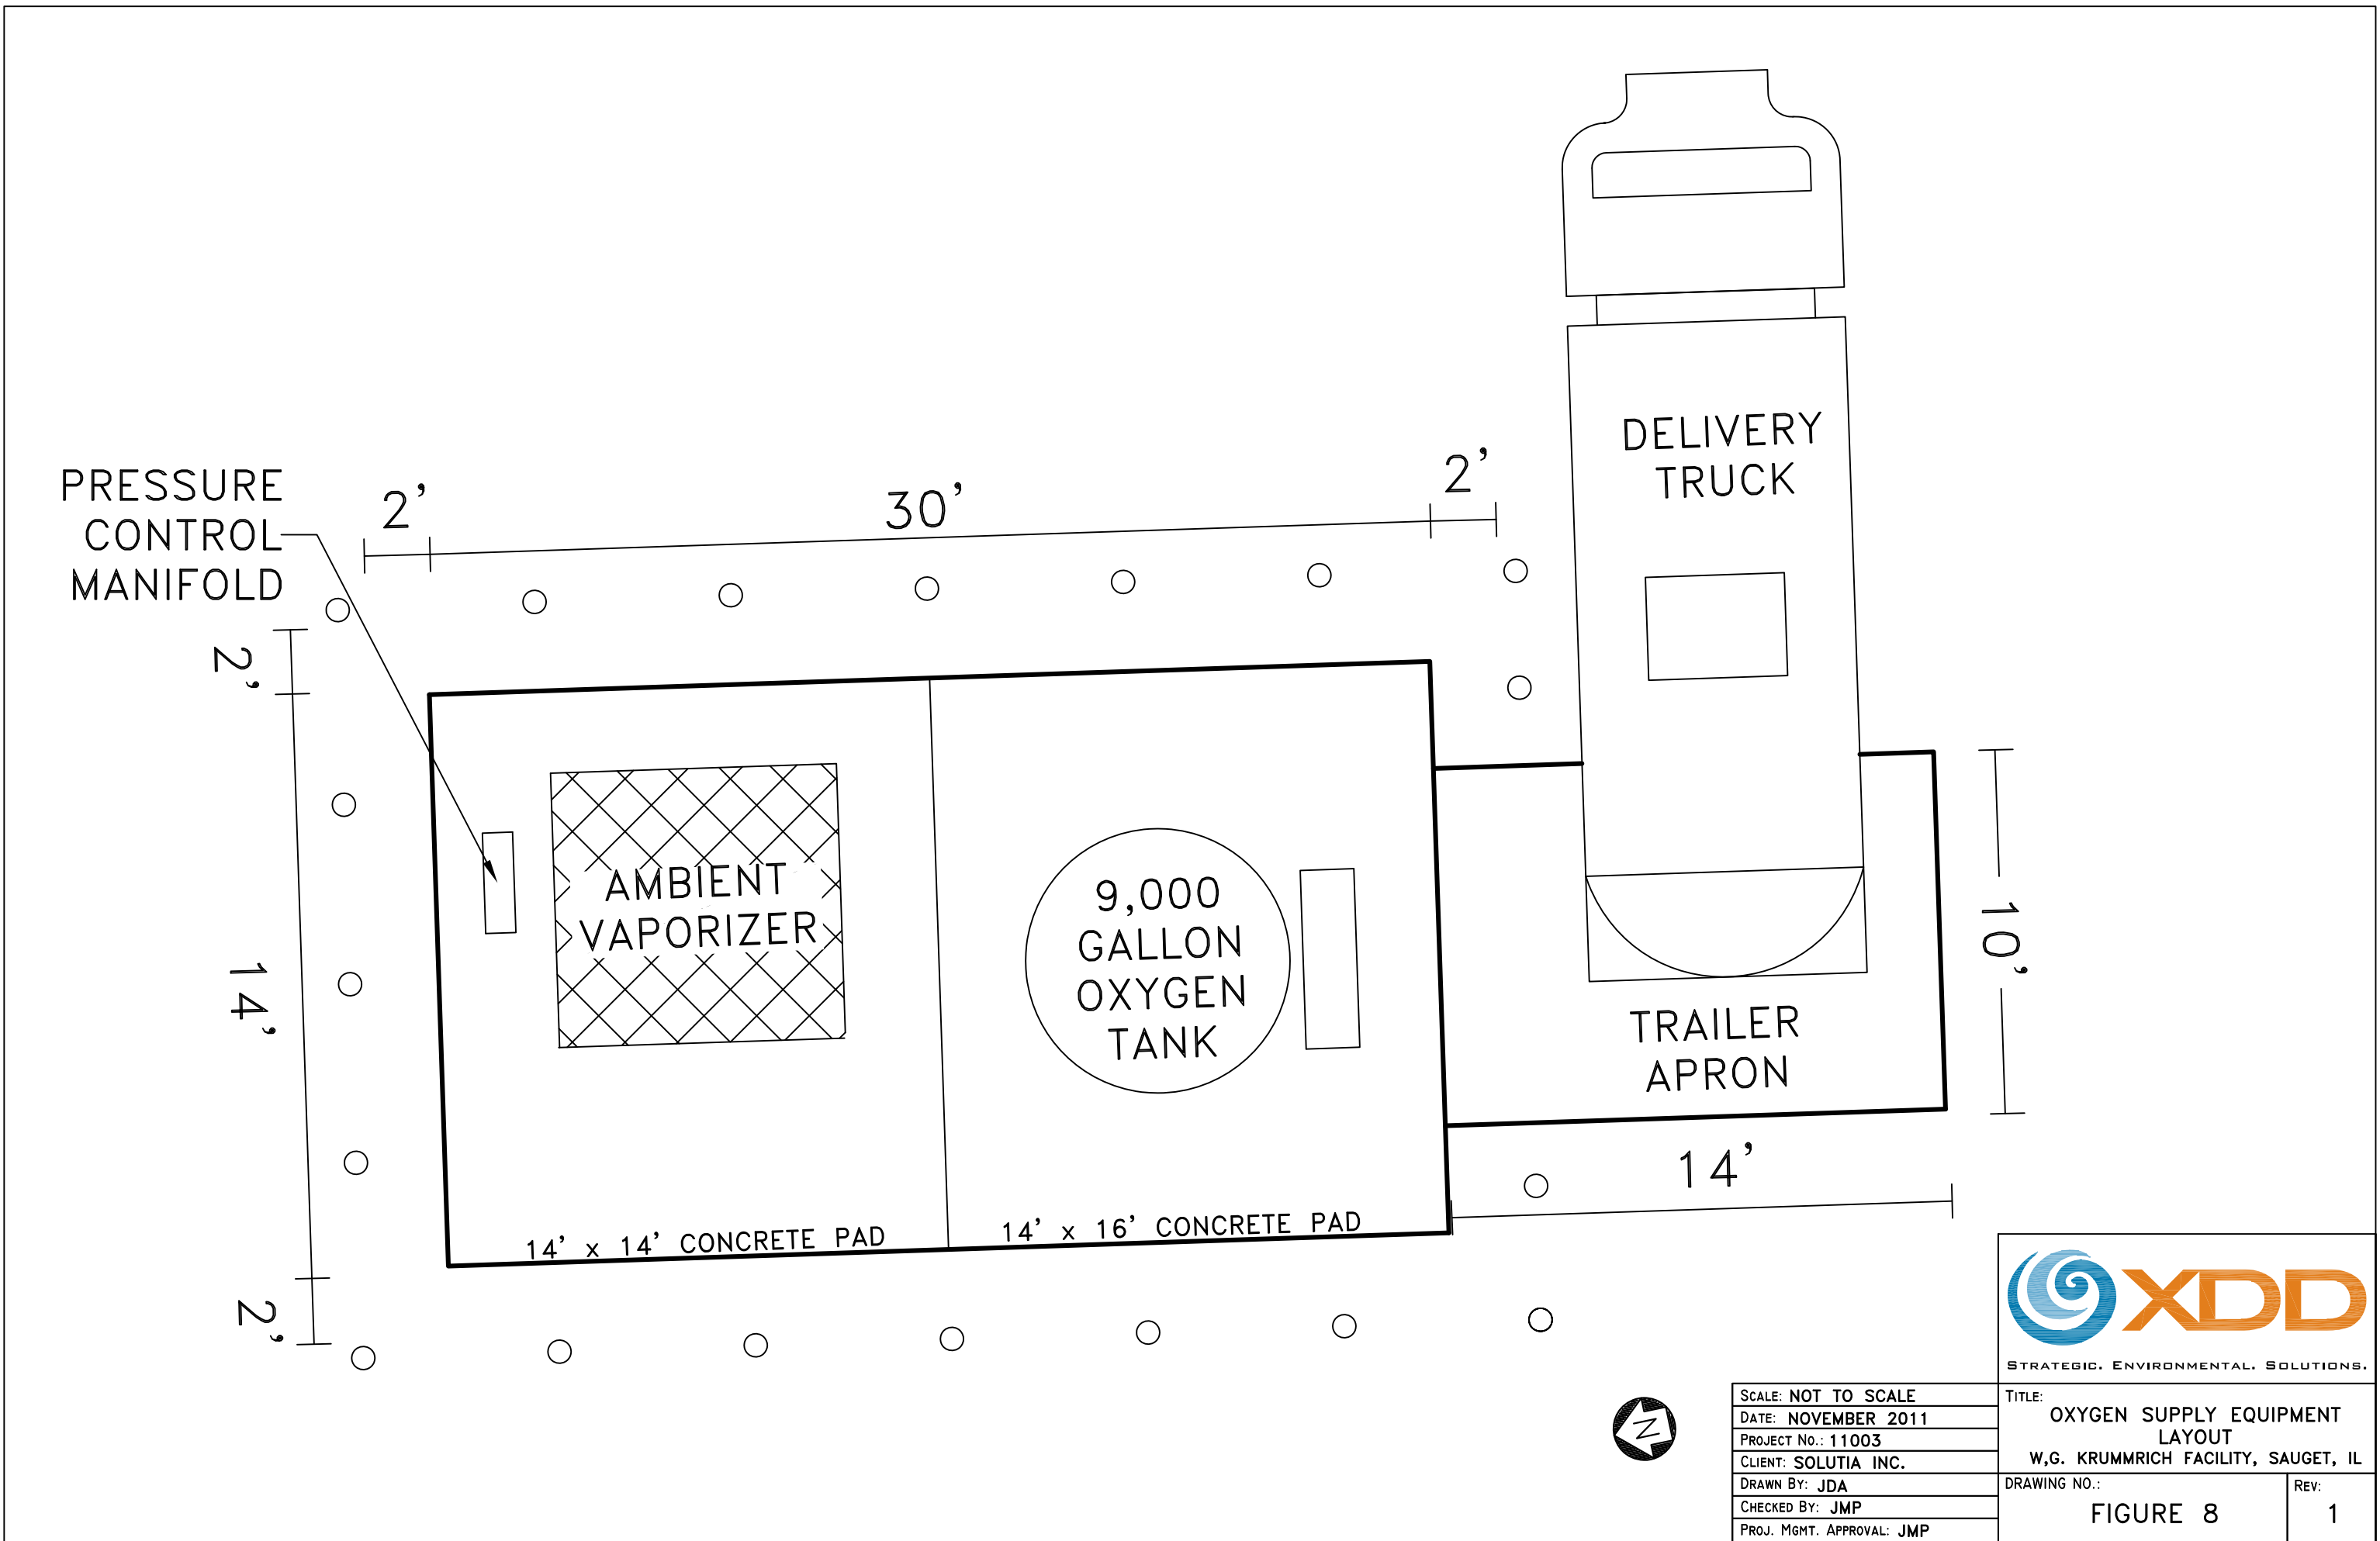 DELIVERY
TRUCK
PRESSURE
CONTROL
MANIFOLD
2'
30'
2'
2'
14'
2'
AMBIENT
VAPORIZER
9,000
GALLON
OXYGEN
TANK
10'
TRAILER
APRON
14'
14' x 14' CONCRETE PAD
14' x 16' CONCRETE PAD
N
XDD
STRATEGIC. ENVIRONMENTAL. SOLUTIONS.
SCALE: NOT TO SCALE
DATE: NOVEMBER 2011
PROJECT NO.: 11003
CLIENT: SOLUTIA INC.
DRAWN BY: JDA
CHECKED BY: JMP
PROJ. MGMT. APPROVAL: JMP
TITLE:
OXYGEN SUPPLY EQUIPMENT
LAYOUT
W,G. KRUMMRICH FACILITY, SAUGET, IL
DRAWING NO.:
FIGURE 8
REV:
1